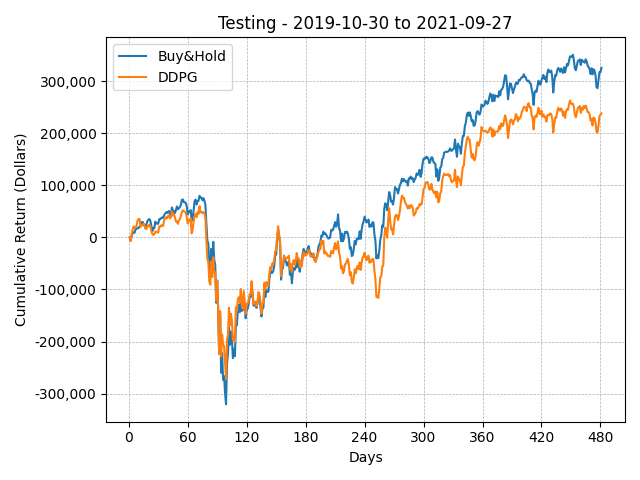 Testing - 2019-10-30 to 2021-09-27
Buy&Hold
DDPG
Cumulative Return (Dollars)
300,000
200,000
100,000
0
-100,000
-200,000
-300,000
0 60 120 180 240 300 360 420 480
Days